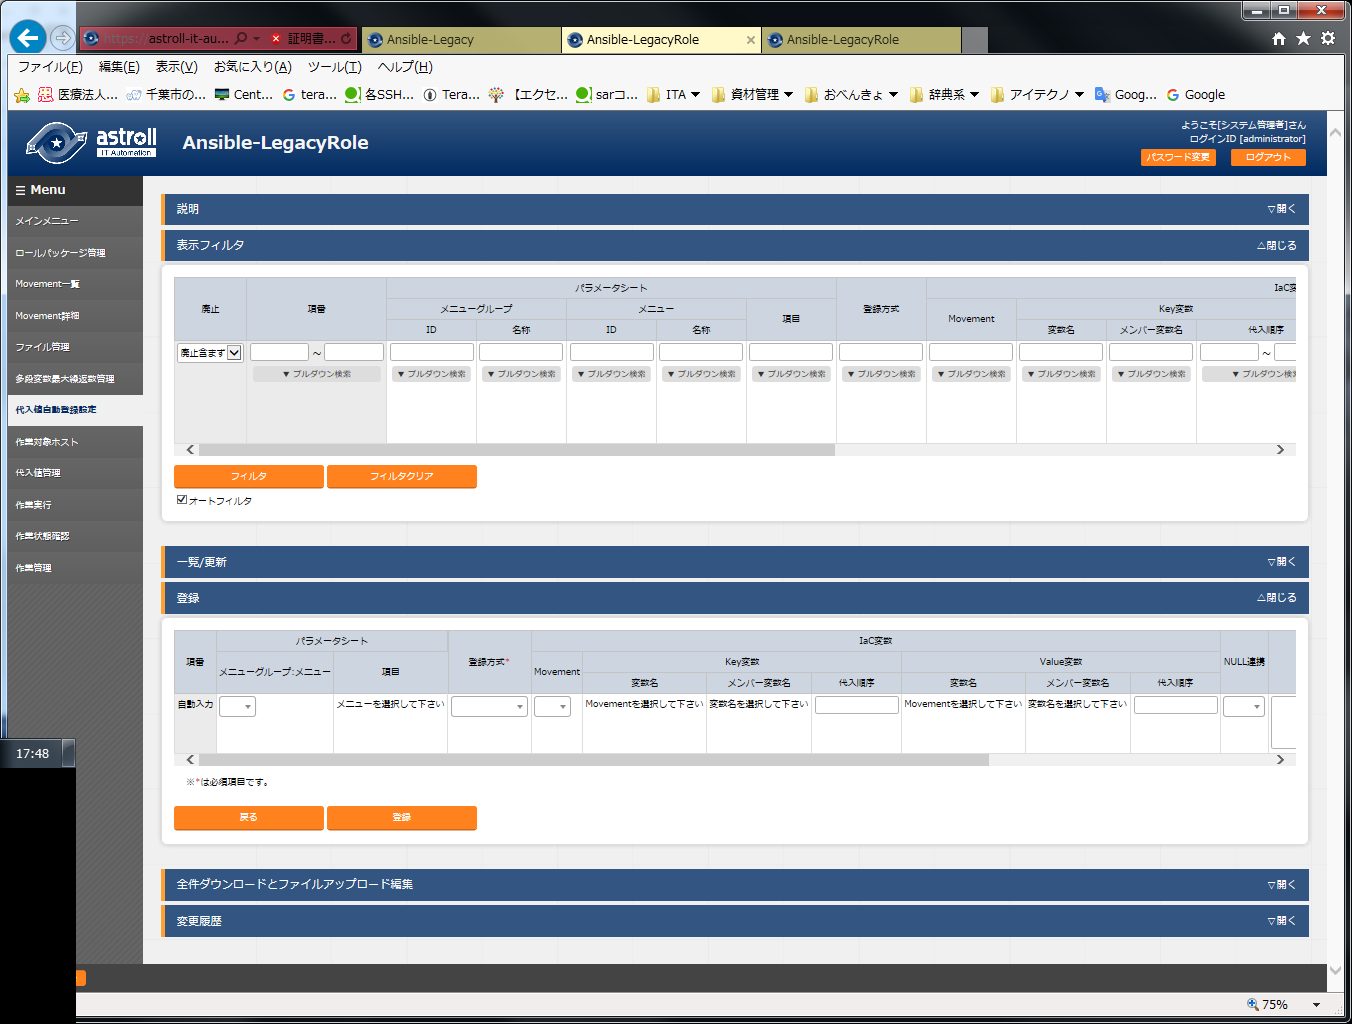 https://astroll-it-au...
証明書...
Ansible-Legacy
Ansible-LegacyRole
Ansible-LegacyRole
ファイル(F) 編集(E) 表示(V) お気に入り(A) ツール(T) ヘルプ(H)
医療法人... 千葉市の... Cent... tera... 各SSH... Tera... 【エクセ... sarコ... ITA 資材管理 おべんきょ 辞典系 アイテクノ Goog... Google
astroll
IT Automation
Ansible-LegacyRole
ようこそ[システム管理者]さん
ログインID [administrator]
パスワード変更 ログアウト
Menu
メインメニュー
ロールパッケージ管理
Movement一覧
Movement詳細
ファイル管理
多段変数最大繰返数管理
代入値自動登録設定
作業対象ホスト
代入値管理
作業実行
作業状態確認
作業管理
説明 ▽開く
表示フィルタ △閉じる
パラメータシート IaC変
廃止 項番 メニューグループ メニュー 項目 登録方式 Movement Key変数
ID 名称 ID 名称 変数名 メンバー変数名 代入順序
廃止含まず ~ ~
▼ プルダウン検索 ▼ プルダウン検索 ▼ プルダウン検索 ▼ プルダウン検索 ▼ プルダウン検索 ▼ プルダウン検索 ▼ プルダウン検索 ▼ プルダウン検索 ▼ プルダウン検索 ▼ プルダウン検索 ▼ プルダウン検索
フィルタ フィルタクリア
オートフィルタ
一覧/更新 ▽開く
登録 △閉じる
パラメータシート IaC変数
項番 メニューグループ:メニュー 項目 登録方式* Movement Key変数 Value変数 NULL連携
変数名 メンバー変数名 代入順序 変数名 メンバー変数名 代入順序
自動入力 メニューを選択して下さい Movementを選択して下さい 変数名を選択して下さい Movementを選択して下さい 変数名を選択して下さい
※*は必須項目です。
戻る 登録
全件ダウンロードとファイルアップロード編集 ▽開く
変更履歴 ▽開く
17:48
75%